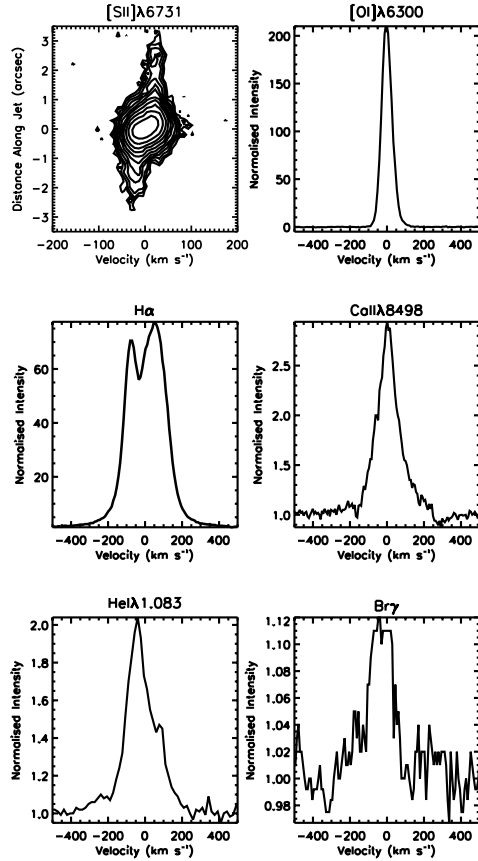 [SII]λ6731
Distance Along Jet (arcsec)
3
2
1
0
−1
−2
−3
−200 −100 0 100 200
Velocity (km s⁻¹)
[OI]λ6300
Normalised Intensity
200
150
100
50
0
−400 −200 0 200 400
Velocity (km s⁻¹)
Hα
Normalised Intensity
60
40
20
−400 −200 0 200 400
Velocity (km s⁻¹)
CaIIλ8498
Normalised Intensity
2.5
2.0
1.5
1.0
−400 −200 0 200 400
Velocity (km s⁻¹)
HeIλ1.083
Normalised Intensity
2.0
1.8
1.6
1.4
1.2
1.0
−400 −200 0 200 400
Velocity (km s⁻¹)
Brγ
Normalised Intensity
1.12
1.10
1.08
1.06
1.04
1.02
1.00
0.98
−400 −200 0 200 400
Velocity (km s⁻¹)